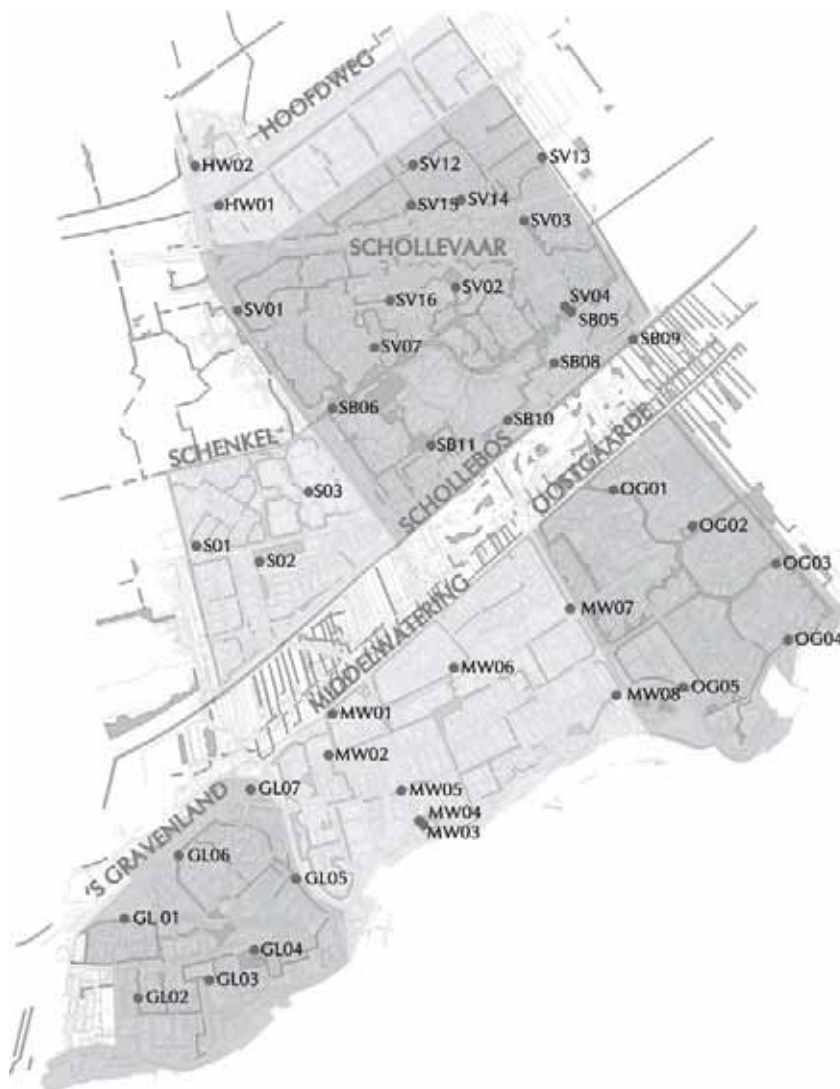 HOOFDWEG
HW02
SV12
SV13
HW01
SV15
SV14
SV03
SCHOLLEVAAR
SV02
SV16
SV01
SV04
SB05
SB09
SV07
SB08
SB06
SB10
SCHENKEL
SB11
SCHOLLEBOS
OOSTGAARDE
S03
OG01
OG02
S01
S02
OG03
MW07
MIDDELWATERING
OG04
MW06
OG05
MW08
MW01
MW02
GL07
MW05
MW04
MW03
'S GRAVENLAND
GL06
GL05
GL 01
GL04
GL03
GL02